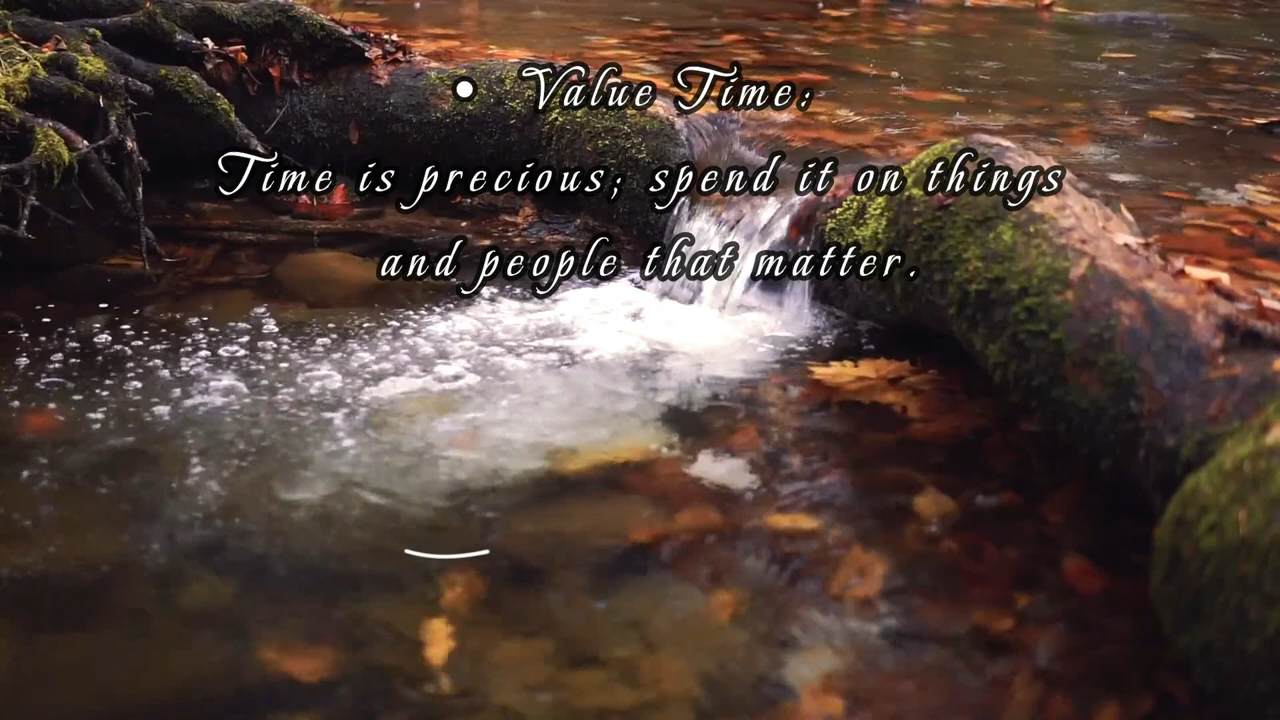 • Value Time:
Time is precious; spend it on things
and people that matter.